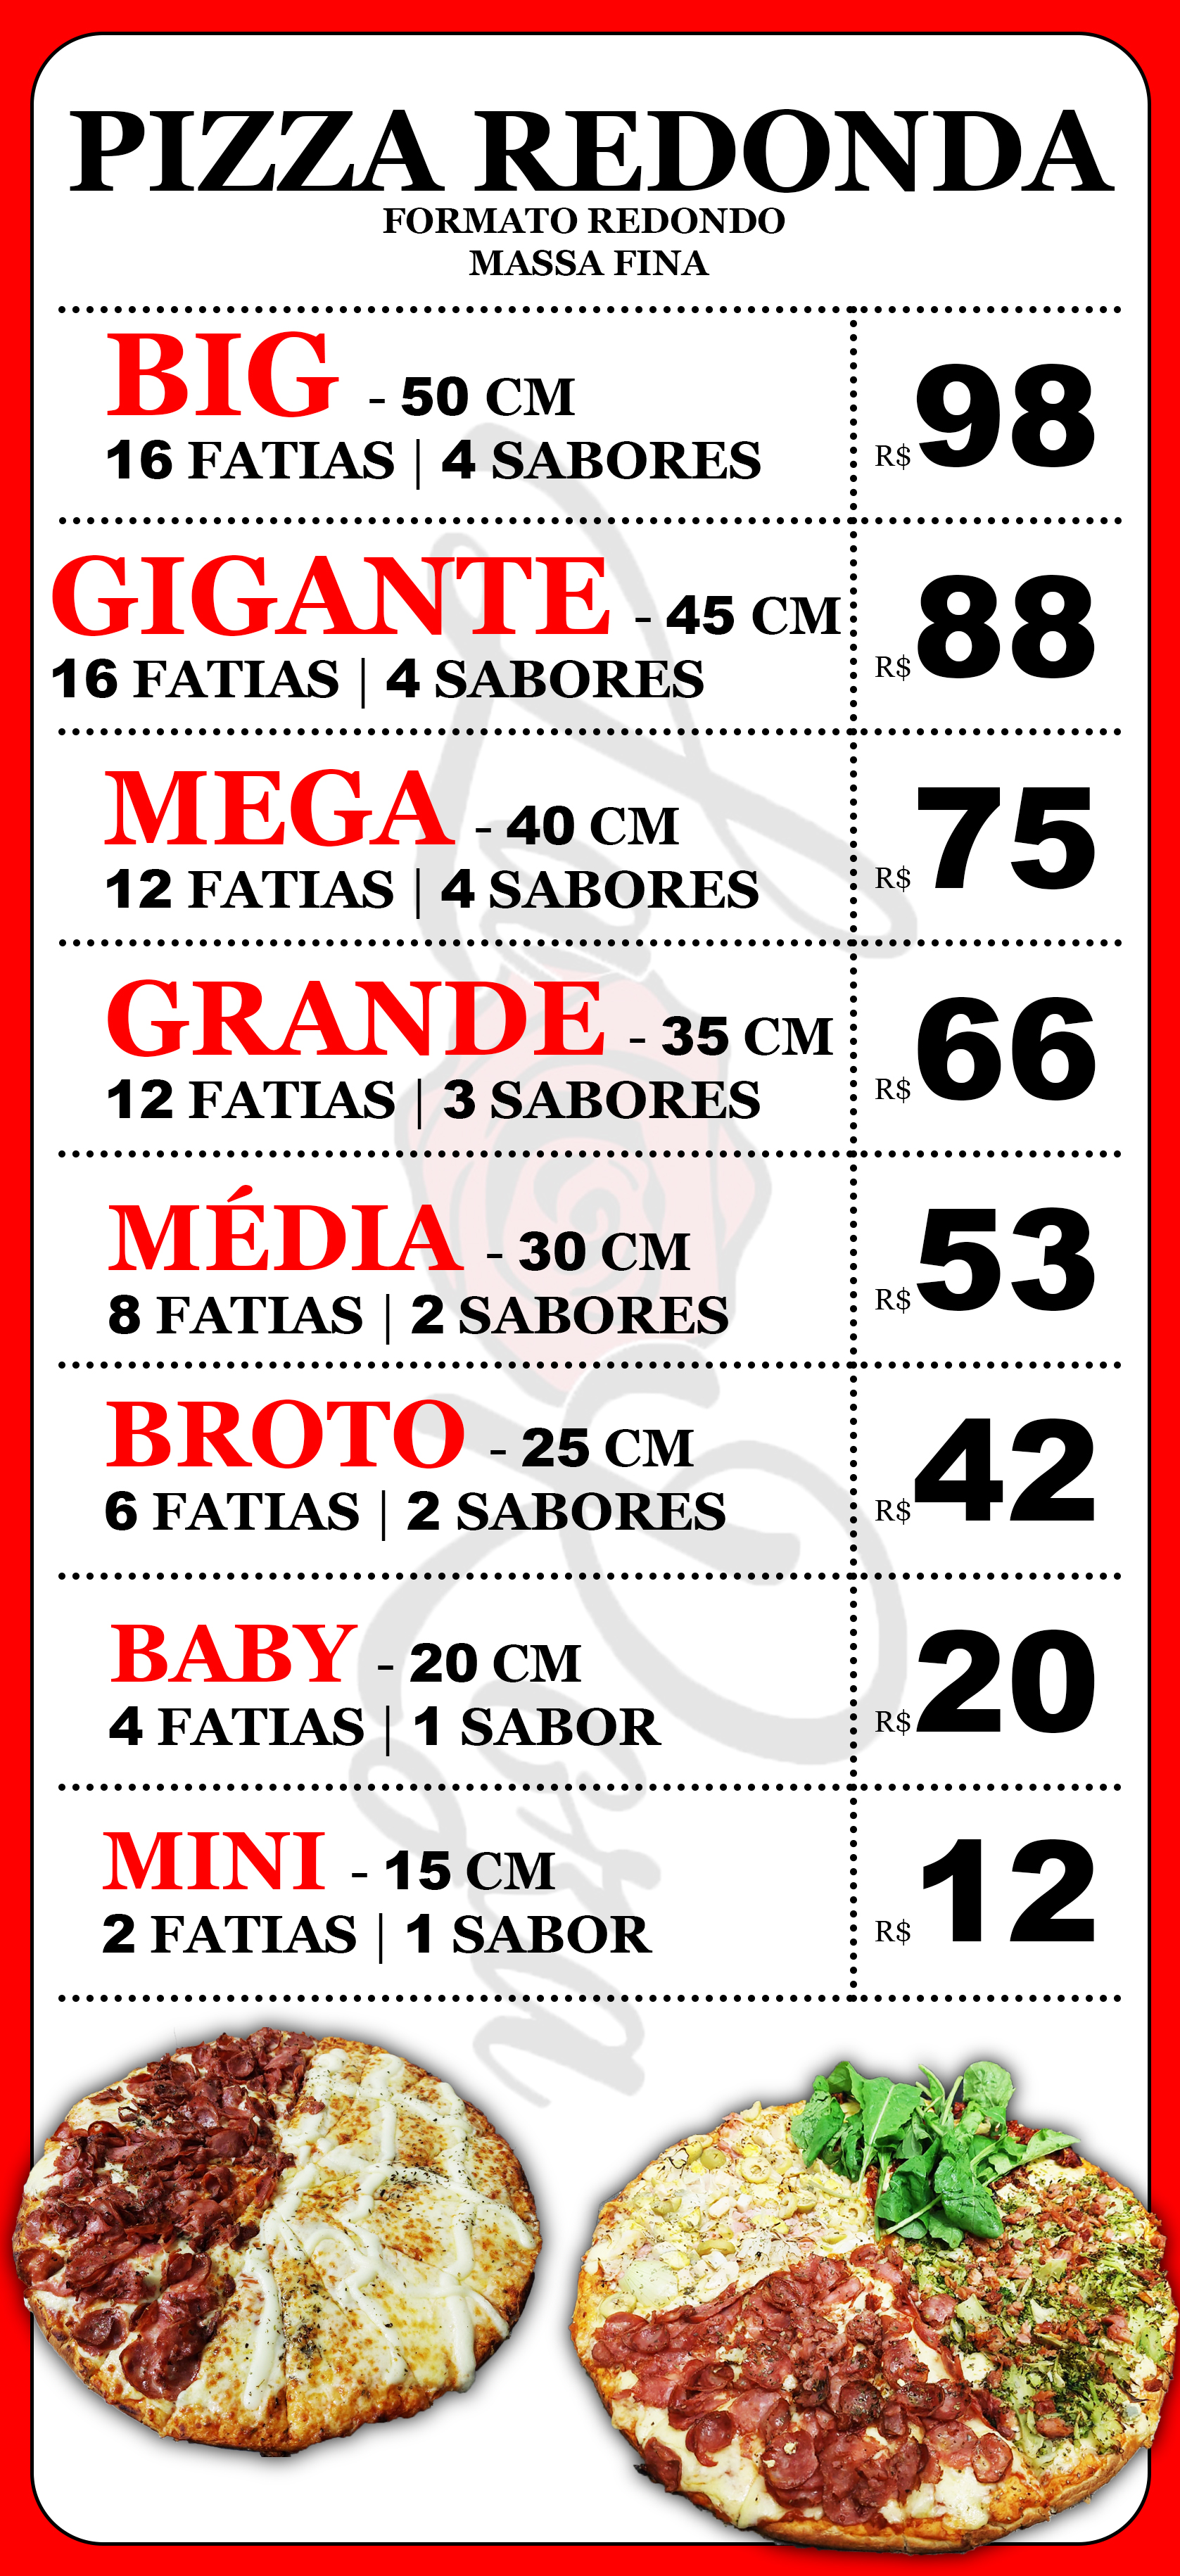 PIZZA REDONDA
FORMATO REDONDO
MASSA FINA
BIG - 50 CM
16 FATIAS | 4 SABORES
R$ 98
GIGANTE - 45 CM
16 FATIAS | 4 SABORES
R$ 88
MEGA - 40 CM
12 FATIAS | 4 SABORES
R$ 75
GRANDE - 35 CM
12 FATIAS | 3 SABORES
R$ 66
MÉDIA - 30 CM
8 FATIAS | 2 SABORES
R$ 53
BROTO - 25 CM
6 FATIAS | 2 SABORES
R$ 42
BABY - 20 CM
4 FATIAS | 1 SABOR
R$ 20
MINI - 15 CM
2 FATIAS | 1 SABOR
R$ 12